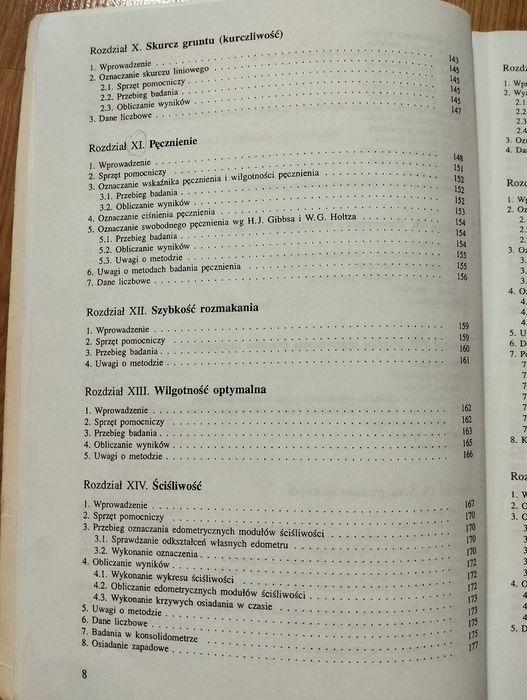 Rozdział X. Skurcz gruntu (kurczliwość)
1. Wprowadzenie . . . . . . . . . . 143
2. Oznaczanie skurczu liniowego . . . . . . . . . . 145
2.1. Sprzęt pomocniczy . . . . . . . . . . 145
2.2. Przebieg badania . . . . . . . . . . 145
2.3. Obliczanie wyników . . . . . . . . . . 145
3. Dane liczbowe . . . . . . . . . . 147
Rozdział XI. Pęcznienie
1. Wprowadzenie . . . . . . . . . . 148
2. Sprzęt pomocniczy . . . . . . . . . . 151
3. Oznaczanie wskaźnika pęcznienia i wilgotności pęcznienia . . . . . . . . . . 152
3.1. Przebieg badania . . . . . . . . . . 152
3.2. Obliczanie wyników . . . . . . . . . . 152
4. Oznaczanie ciśnienia pęcznienia . . . . . . . . . . 153
5. Oznaczanie swobodnego pęcznienia wg H.J. Gibbsa i W.G. Holtza . . . . . . . . . . 154
5.1. Przebieg badania . . . . . . . . . . 154
5.2. Obliczanie wyników . . . . . . . . . . 154
5.3. Uwagi o metodzie . . . . . . . . . . 155
6. Uwagi o metodach badania pęcznienia . . . . . . . . . . 155
7. Dane liczbowe . . . . . . . . . . 156
Rozdział XII. Szybkość rozmakania
1. Wprowadzenie . . . . . . . . . . 159
2. Sprzęt pomocniczy . . . . . . . . . . 159
3. Przebieg badania . . . . . . . . . . 160
4. Uwagi o metodzie . . . . . . . . . . 161
Rozdział XIII. Wilgotność optymalna
1. Wprowadzenie . . . . . . . . . . 162
2. Sprzęt pomocniczy . . . . . . . . . . 162
3. Przebieg badania . . . . . . . . . . 163
4. Obliczanie wyników . . . . . . . . . . 165
5. Uwagi o metodzie . . . . . . . . . . 166
Rozdział XIV. Ściśliwość
1. Wprowadzenie . . . . . . . . . . 167
2. Sprzęt pomocniczy . . . . . . . . . . 170
3. Przebieg oznaczania edometrycznych modułów ściśliwości . . . . . . . . . . 170
3.1. Sprawdzanie odkształceń własnych edometru . . . . . . . . . . 170
3.2. Wykonanie oznaczenia . . . . . . . . . . 170
4. Obliczanie wyników . . . . . . . . . . 172
4.1. Wykonanie wykresu ściśliwości . . . . . . . . . . 172
4.2. Obliczanie edometrycznych modułów ściśliwości . . . . . . . . . . 172
4.3. Wykonanie krzywych osiadania w czasie . . . . . . . . . . 173
5. Uwagi o metodzie . . . . . . . . . . 173
6. Dane liczbowe . . . . . . . . . . 175
7. Badania w konsolidometrze . . . . . . . . . . 175
8. Osiadanie zapadowe . . . . . . . . . . 177
8